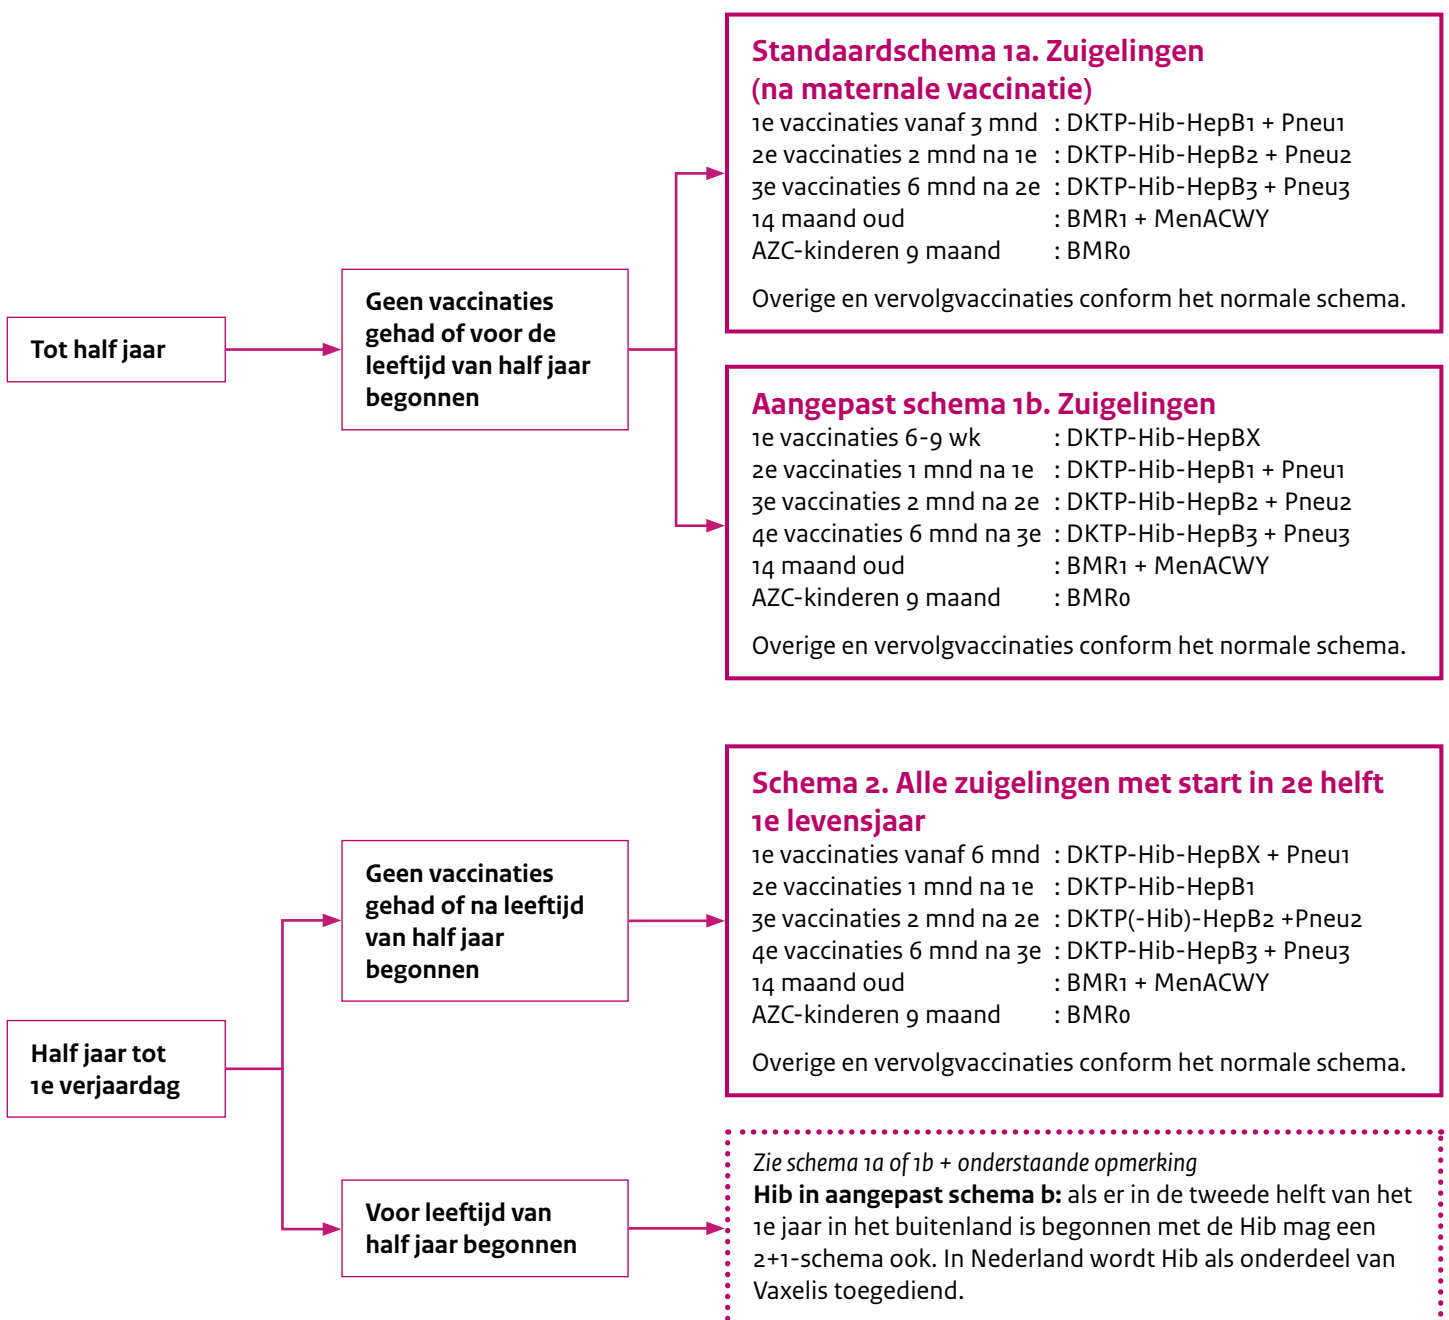 Standaardschema 1a. Zuigelingen
(na maternale vaccinatie)
1e vaccinaties vanaf 3 mnd : DKTP-Hib-HepB1 + Pneu1
2e vaccinaties 2 mnd na 1e : DKTP-Hib-HepB2 + Pneu2
3e vaccinaties 6 mnd na 2e : DKTP-Hib-HepB3 + Pneu3
14 maand oud : BMR1 + MenACWY
AZC-kinderen 9 maand : BMR0
Overige en vervolgvaccinaties conform het normale schema.
Tot half jaar
Geen vaccinaties
gehad of voor de
leeftijd van half jaar
begonnen
Aangepast schema 1b. Zuigelingen
1e vaccinaties 6-9 wk : DKTP-Hib-HepBX
2e vaccinaties 1 mnd na 1e : DKTP-Hib-HepB1 + Pneu1
3e vaccinaties 2 mnd na 2e : DKTP-Hib-HepB2 + Pneu2
4e vaccinaties 6 mnd na 3e : DKTP-Hib-HepB3 + Pneu3
14 maand oud : BMR1 + MenACWY
AZC-kinderen 9 maand : BMR0
Overige en vervolgvaccinaties conform het normale schema.
Half jaar tot
1e verjaardag
Geen vaccinaties
gehad of na leeftijd
van half jaar
begonnen
Schema 2. Alle zuigelingen met start in 2e helft
1e levensjaar
1e vaccinaties vanaf 6 mnd : DKTP-Hib-HepBX + Pneu1
2e vaccinaties 1 mnd na 1e : DKTP-Hib-HepB1
3e vaccinaties 2 mnd na 2e : DKTP(-Hib)-HepB2 +Pneu2
4e vaccinaties 6 mnd na 3e : DKTP-Hib-HepB3 + Pneu3
14 maand oud : BMR1 + MenACWY
AZC-kinderen 9 maand : BMR0
Overige en vervolgvaccinaties conform het normale schema.
Voor leeftijd van
half jaar begonnen
Zie schema 1a of 1b + onderstaande opmerking
Hib in aangepast schema b: als er in de tweede helft van het
1e jaar in het buitenland is begonnen met de Hib mag een
2+1-schema ook. In Nederland wordt Hib als onderdeel van
Vaxelis toegediend.